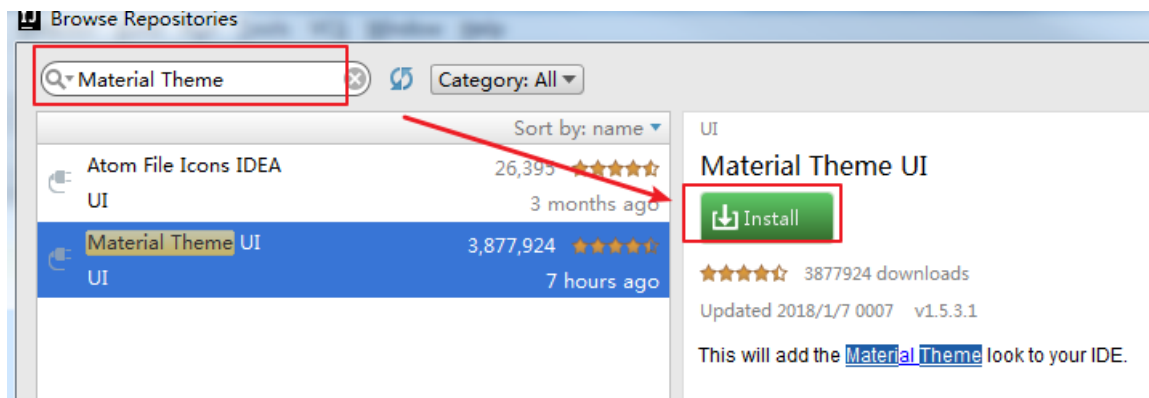 Browse Repositories
Material Theme
Category: All
Sort by: name
Atom File Icons IDEA
26,395
UI
3 months ago
Material Theme UI
3,877,924
UI
7 hours ago
UI
Material Theme UI
Install
3877924 downloads
Updated 2018/1/7 0007 v1.5.3.1
This will add the Material Theme look to your IDE.